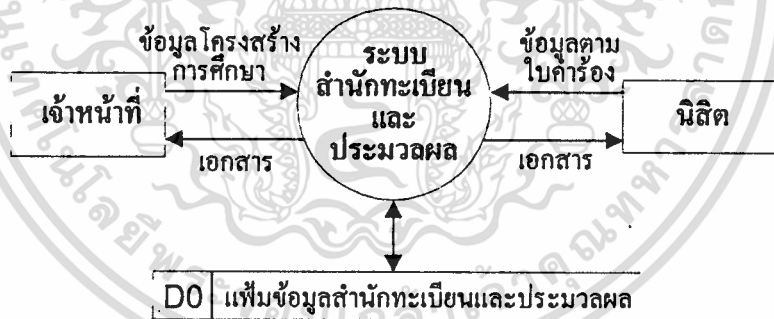 ข้อมูลโครงสร้าง
การศึกษา
ระบบ
สำนักทะเบียน
และ
ประมวลผล
ข้อมูลตาม
ใบคำร้อง
เจ้าหน้าที่
นิสิต
เอกสาร
เอกสาร
D0 แฟ้มข้อมูลสำนักทะเบียนและประมวลผล